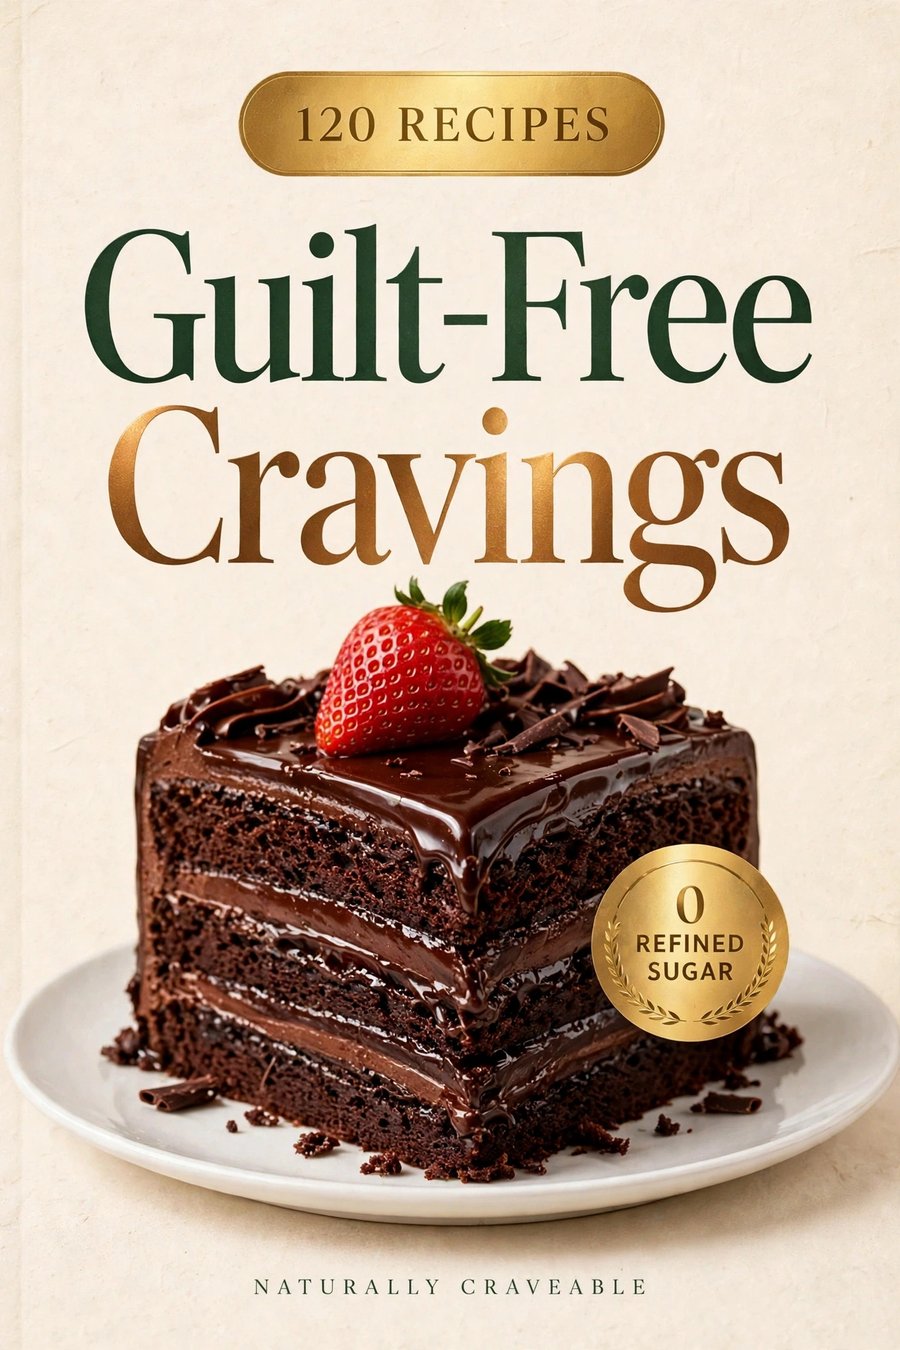 120 RECIPES
Guilt-Free
Cravings
0
REFINED
SUGAR
NATURALLY CRAVEABLE